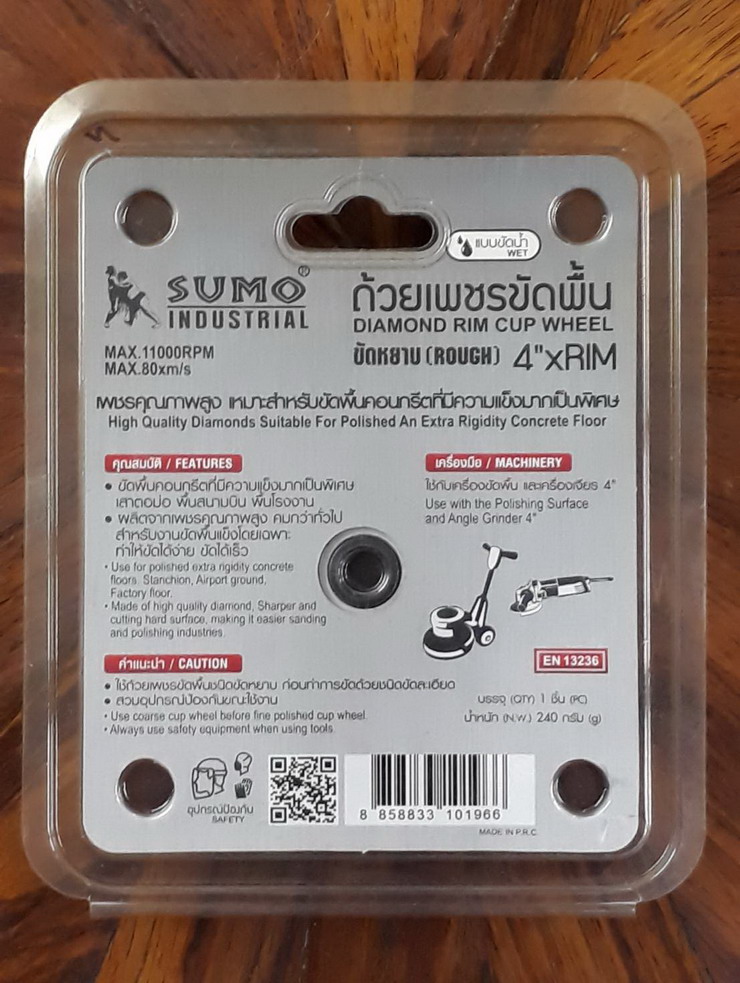 แบบขัดน้ำ
WET
SUMO®
INDUSTRIAL
MAX.11000RPM
MAX.80xm/s
ถ้วยเพชรขัดพื้น
DIAMOND RIM CUP WHEEL
ขัดหยาบ (ROUGH) 4"xRIM
เพชรคุณภาพสูง เหมาะสำหรับขัดพื้นคอนกรีตที่มีความแข็งมากเป็นพิเศษ
High Quality Diamonds Suitable For Polished An Extra Rigidity Concrete Floor
คุณสมบัติ / FEATURES
• ขัดพื้นคอนกรีตที่มีความแข็งมากเป็นพิเศษ
เสาตอม่อ พื้นสนามบิน พื้นโรงงาน
• ผลิตจากเพชรคุณภาพสูง คมกว่าทั่วไป
สำหรับงานขัดพื้นแข็งโดยเฉพาะ
ทำให้ขัดได้ง่าย ขัดได้เร็ว
• Use for polished extra rigidity concrete
floors. Stanchion, Airport ground.
Factory floor.
• Made of high quality diamond, Sharper and
cutting hard surface, making it easier sanding
and polishing industries.
เครื่องมือ / MACHINERY
ใช้กับเครื่องขัดพื้น และเครื่องเจียร 4"
Use with the Polishing Surface
and Angle Grinder 4"
EN 13236
คำแนะนำ / CAUTION
• ใช้ถ้วยเพชรขัดพื้นชนิดขัดหยาบ ก่อนทำการขัดด้วยชนิดขัดละเอียด
• สวมอุปกรณ์ป้องกันขณะใช้งาน
• Use coarse cup wheel before fine polished cup wheel.
• Always use safety equipment when using tools.
บรรจุ (QTY) 1 ชิ้น (PC)
น้ำหนัก (N.W.) 240 กรัม (g)
อุปกรณ์ป้องกัน
SAFETY
8 858833 101966
MADE IN P.R.C.